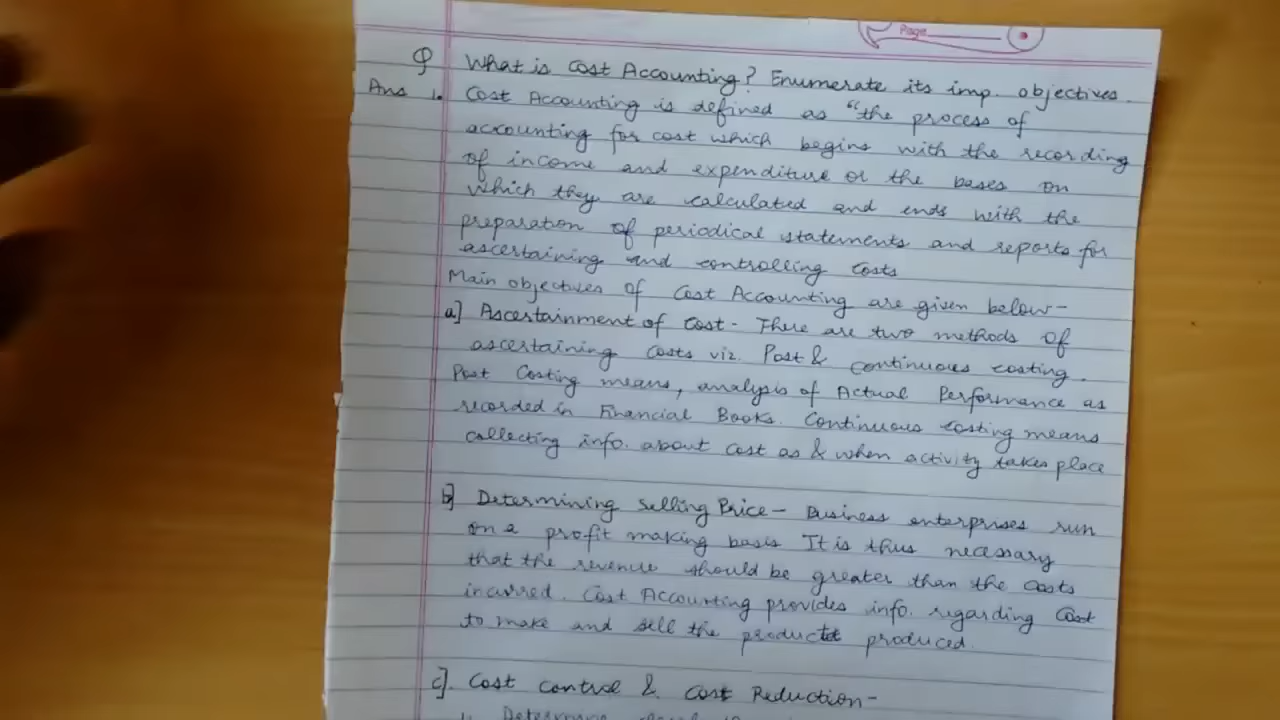 Page
Q What is Cost Accounting? Enumerate its imp. objectives.
Ans 1. Cost Accounting is defined as "the process of
accounting for cost which begins with the recording
of income and expenditure or the bases on
which they are calculated and ends with the
preparation of periodical statements and reports for
ascertaining and controlling costs
Main objectives of Cost Accounting are given below-
a] Ascertainment of Cost - There are two methods of
ascertaining costs viz. Post & continuous costing.
Post Costing means, analysis of Actual Performance as
recorded in Financial Books. Continuous costing means
collecting info. about cost as & when activity takes place
b] Determining Selling Price - Business enterprises run
on a profit making basis It is thus necessary
that the revenue should be greater than the costs
incurred. Cost Accounting provides info. regarding Cost
to make and sell the product produced.
c]. Cost Control & Cost Reduction-
1. Determine